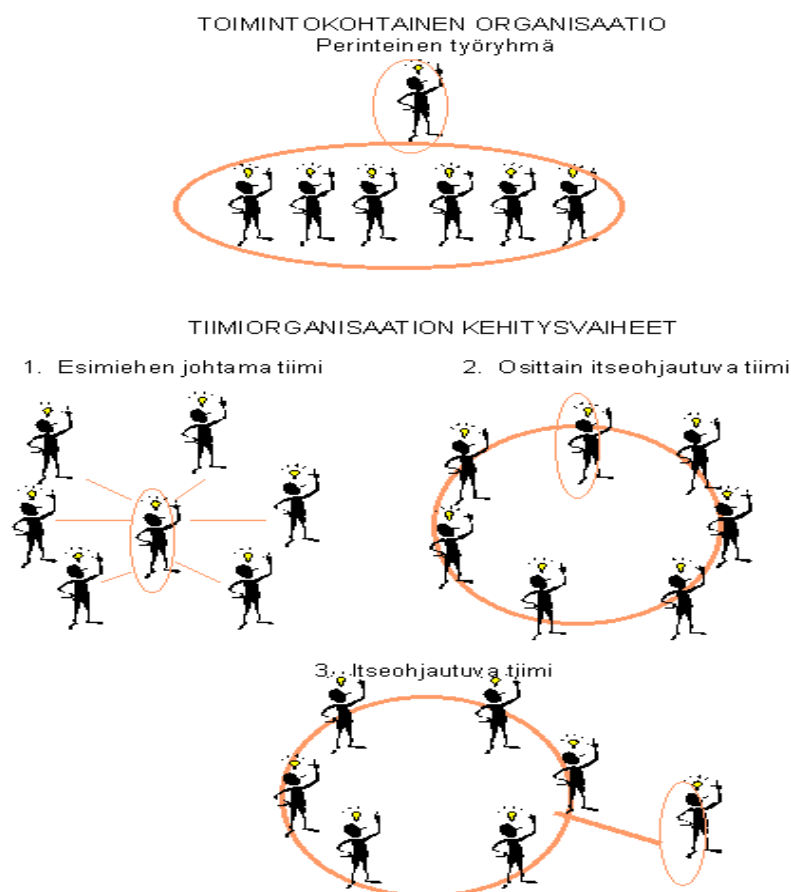 TOIMINTOKOHTAINEN ORGANISAATIO
Perinteinen työryhmä
TIIMIORGANISAATION KEHITYSVAIHEET
1. Esimiehen johtama tiimi
2. Osittain itseohjautuva tiimi
3. Itseohjautuva tiimi